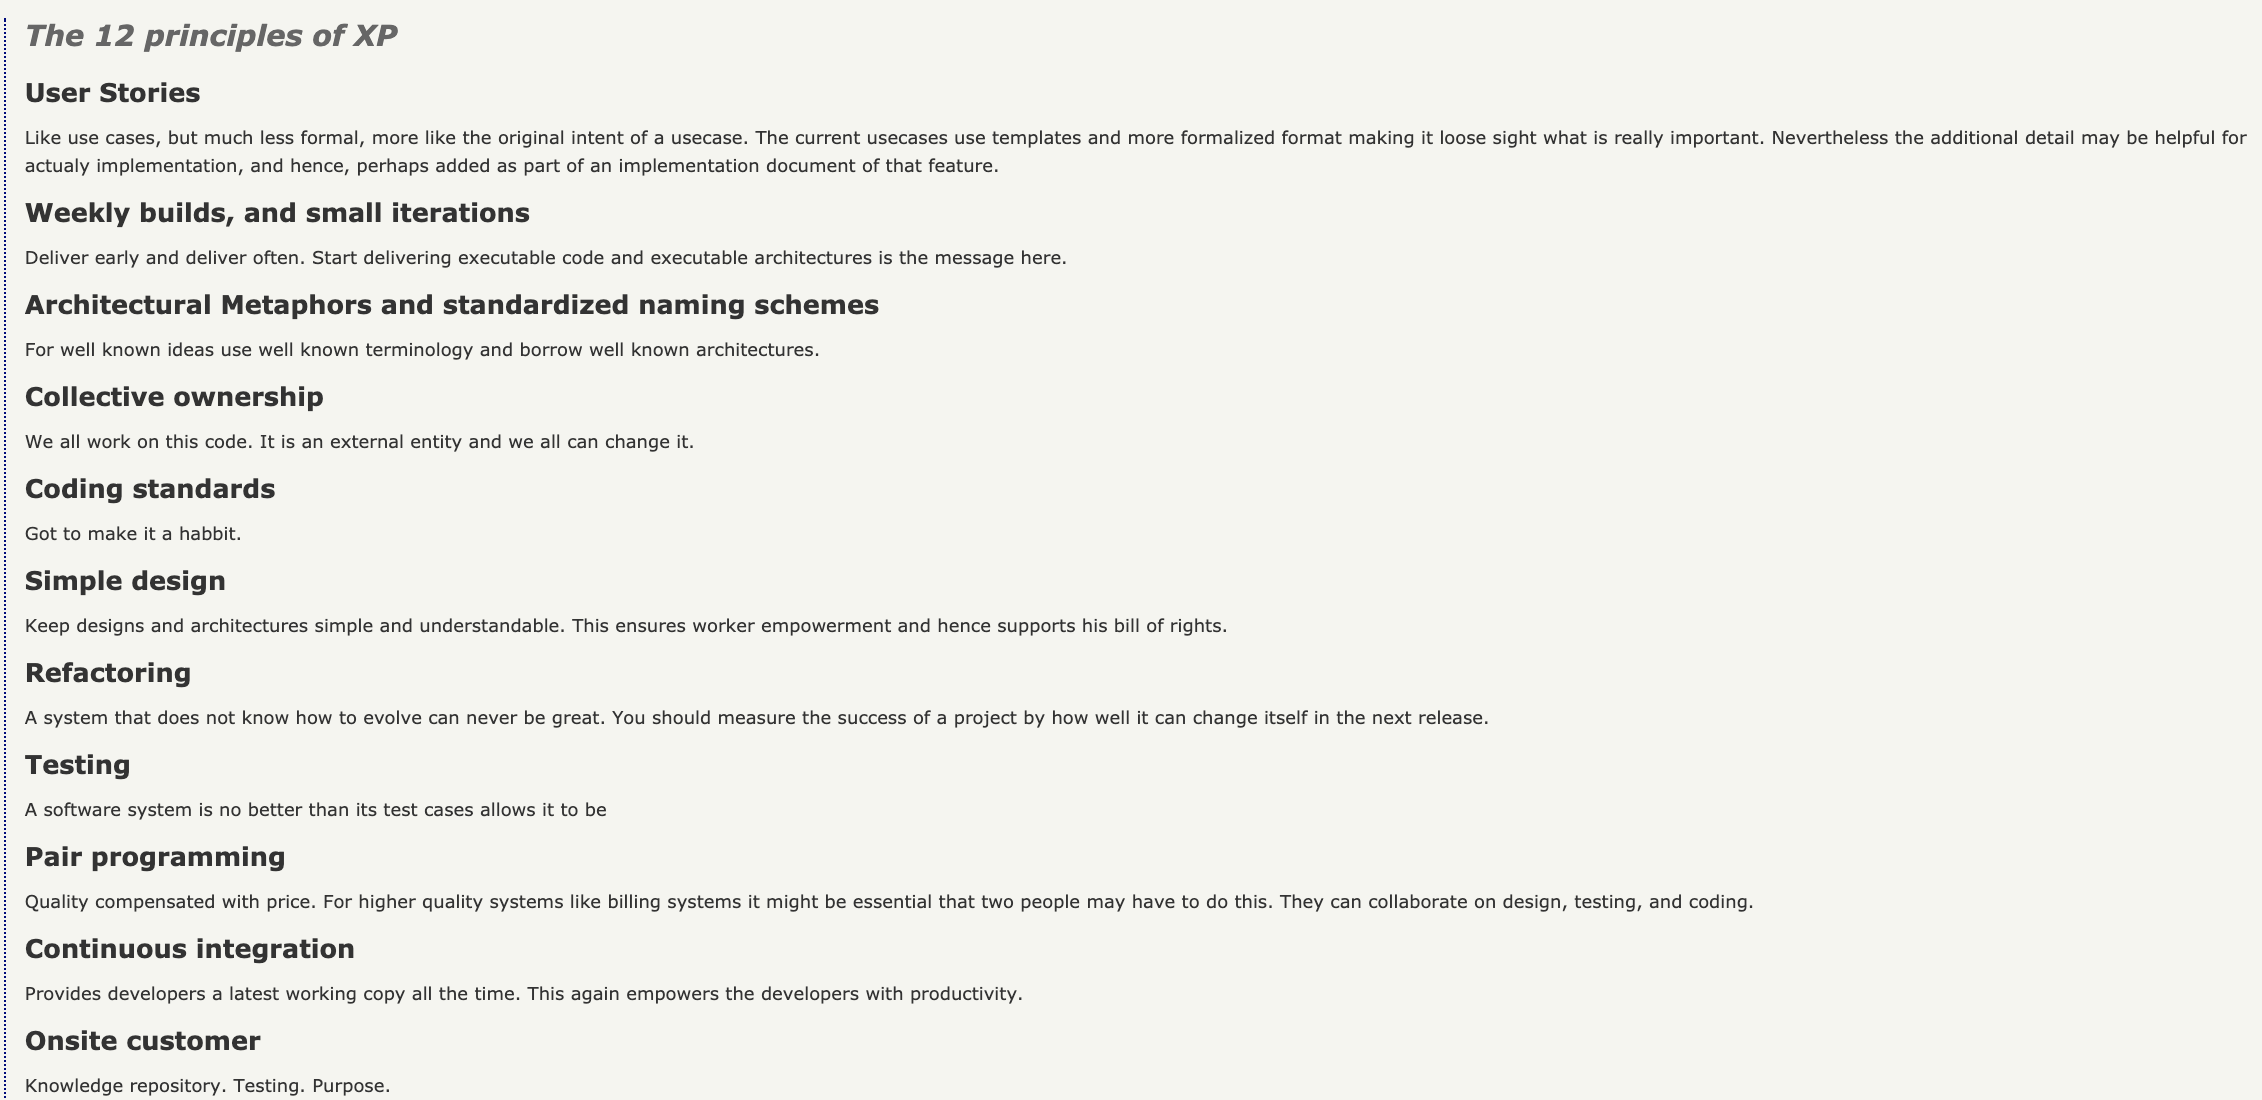 The 12 principles of XP
User Stories
Like use cases, but much less formal, more like the original intent of a usecase. The current usecases use templates and more formalized format making it loose sight what is really important. Nevertheless the additional detail may be helpful for
actualy implementation, and hence, perhaps added as part of an implementation document of that feature.
Weekly builds, and small iterations
Deliver early and deliver often. Start delivering executable code and executable architectures is the message here.
Architectural Metaphors and standardized naming schemes
For well known ideas use well known terminology and borrow well known architectures.
Collective ownership
We all work on this code. It is an external entity and we all can change it.
Coding standards
Got to make it a habbit.
Simple design
Keep designs and architectures simple and understandable. This ensures worker empowerment and hence supports his bill of rights.
Refactoring
A system that does not know how to evolve can never be great. You should measure the success of a project by how well it can change itself in the next release.
Testing
A software system is no better than its test cases allows it to be
Pair programming
Quality compensated with price. For higher quality systems like billing systems it might be essential that two people may have to do this. They can collaborate on design, testing, and coding.
Continuous integration
Provides developers a latest working copy all the time. This again empowers the developers with productivity.
Onsite customer
Knowledge repository. Testing. Purpose.